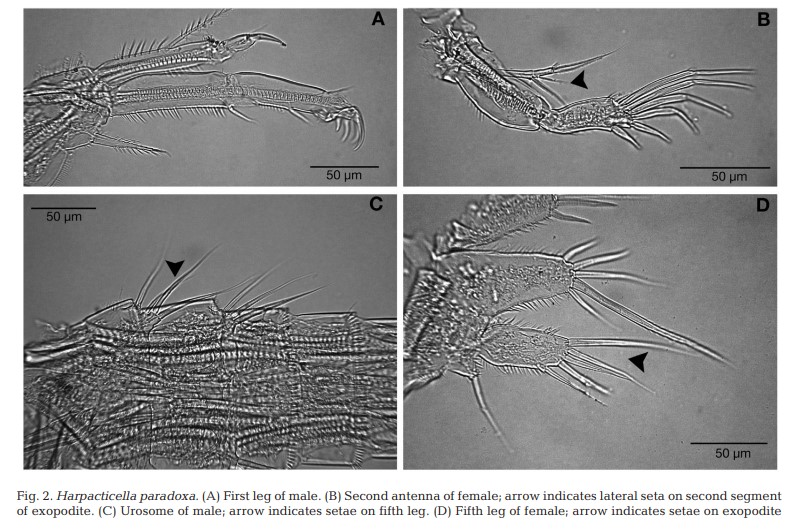 A
50 µm
B
50 µm
50 µm
C
D
50 µm
Fig. 2. Harpacticella paradoxa. (A) First leg of male. (B) Second antenna of female; arrow indicates lateral seta on second segment
of exopodite. (C) Urosome of male; arrow indicates setae on fifth leg. (D) Fifth leg of female; arrow indicates setae on exopodite